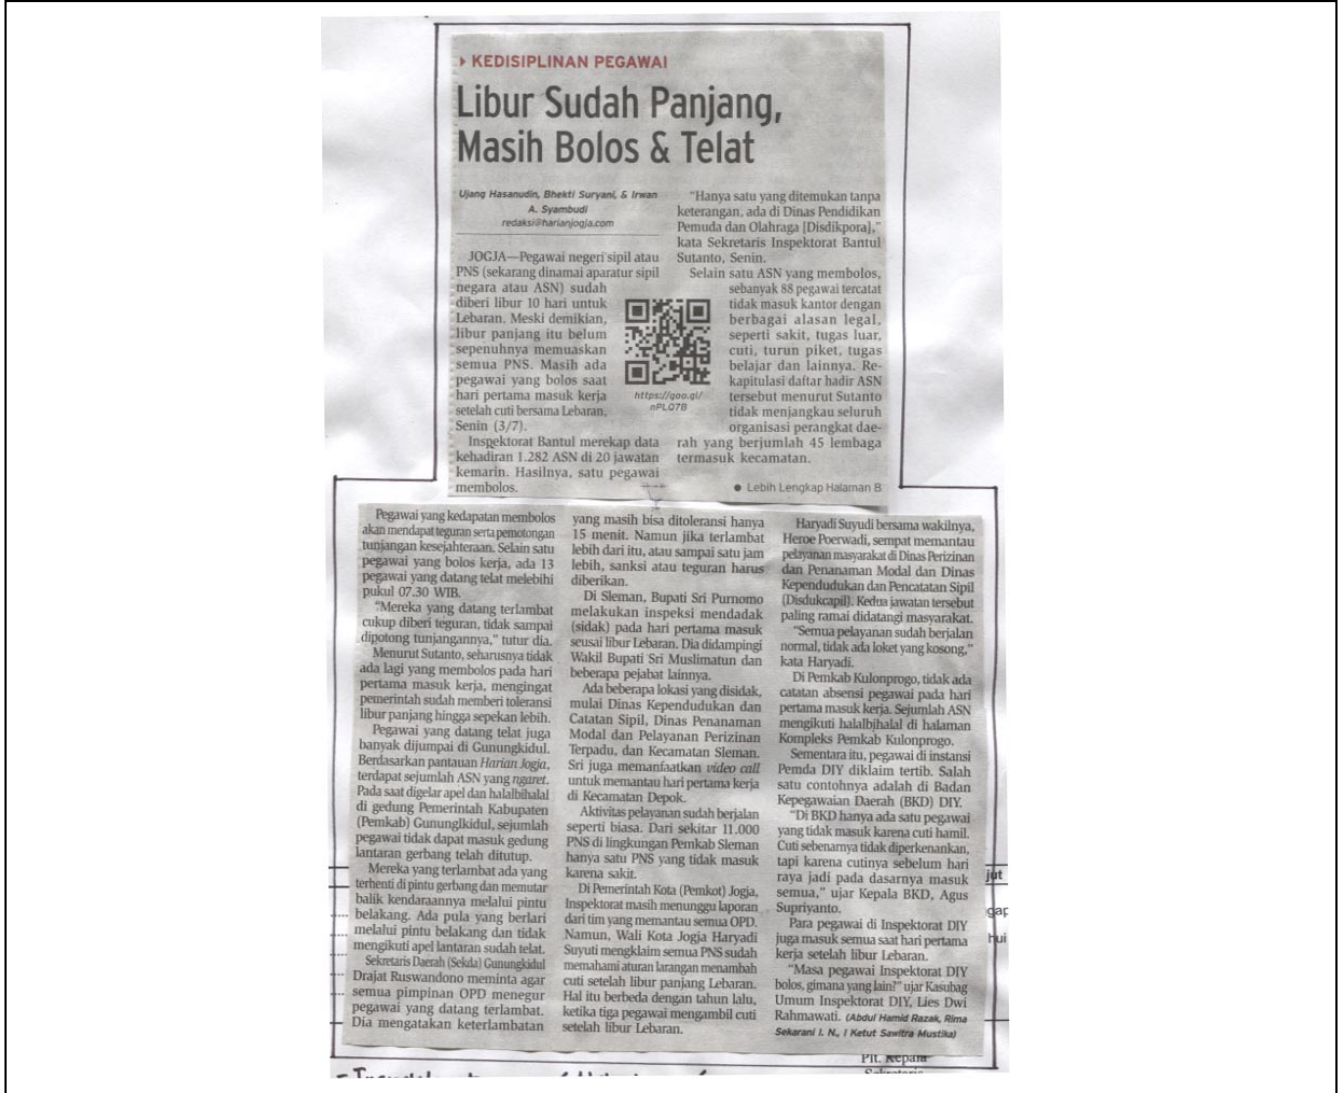 KEDISIPLINAN PEGAWAI
Libur Sudah Panjang,
Masih Bolos & Telat
Ujang Hasanudin, Bhekti Suryani, & Irwan
A. Syambudi
redaksi@harianjogja.com
JOGJA—Pegawai negeri sipil atau
PNS (sekarang dinamai aparatur sipil
negara atau ASN) sudah
diberi libur 10 hari untuk
Lebaran. Meski demikian,
libur panjang itu belum
sepenuhnya memuaskan
semua PNS. Masih ada
pegawai yang bolos saat
hari pertama masuk kerja
setelah cuti bersama Lebaran,
Senin (3/7).
Inspektorat Bantul merekap data
kehadiran 1.282 ASN di 20 jawatan
kemarin. Hasilnya, satu pegawai
membolos.
https://goo.gl/
nPLQ7B
"Hanya satu yang ditemukan tanpa
keterangan, ada di Dinas Pendidikan
Pemuda dan Olahraga [Disdikpora],"
kata Sekretaris Inspektorat Bantul
Sutanto, Senin.
Selain satu ASN yang membolos,
sebanyak 88 pegawai tercatat
tidak masuk kantor dengan
berbagai alasan legal,
seperti sakit, tugas luar,
cuti, turun piket, tugas
belajar dan lainnya. Re-
kapitulasi daftar hadir ASN
tersebut menurut Sutanto
tidak menjangkau seluruh
organisasi perangkat dae-
rah yang berjumlah 45 lembaga
termasuk kecamatan.
● Lebih Lengkap Halaman 8
Pegawai yang kedapatan membolos
akan mendapat teguran serta pemotongan
tunjangan kesejahteraan. Selain satu
pegawai yang bolos kerja, ada 13
pegawai yang datang telat melebihi
pukul 07.30 WIB.
"Mereka yang datang terlambat
cukup diberi teguran, tidak sampai
dipotong tunjangannya," tutur dia.
Menurut Sutanto, seharusnya tidak
ada lagi yang membolos pada hari
pertama masuk kerja, mengingat
pemerintah sudah memberi toleransi
libur panjang hingga sepekan lebih.
Pegawai yang datang telat juga
banyak dijumpai di Gunungkidul.
Berdasarkan pantauan Harian Jogja,
terdapat sejumlah ASN yang ngaret.
Pada saat digelar apel dan halalbihalal
di gedung Pemerintah Kabupaten
(Pemkab) Gununglkidul, sejumlah
pegawai tidak dapat masuk gedung
lantaran gerbang telah ditutup.
Mereka yang terlambat ada yang
terhenti di pintu gerbang dan memutar
balik kendaraannya melalui pintu
belakang. Ada pula yang berlari
melalui pintu belakang dan tidak
mengikuti apel lantaran sudah telat.
Sekretaris Daerah (Sekda) Gunungkidul
Drajat Ruswandono meminta agar
semua pimpinan OPD menegur
pegawai yang datang terlambat.
Dia mengatakan keterlambatan
yang masih bisa ditoleransi hanya
15 menit. Namun jika terlambat
lebih dari itu, atau sampai satu jam
lebih, sanksi atau teguran harus
diberikan.
Di Sleman, Bupati Sri Purnomo
melakukan inspeksi mendadak
(sidak) pada hari pertama masuk
seusai libur Lebaran. Dia didampingi
Wakil Bupati Sri Muslimatun dan
beberapa pejabat lainnya.
Ada beberapa lokasi yang disidak,
mulai Dinas Kependudukan dan
Catatan Sipil, Dinas Penanaman
Modal dan Pelayanan Perizinan
Terpadu, dan Kecamatan Sleman.
Sri juga memanfaatkan video call
untuk memantau hari pertama kerja
di Kecamatan Depok.
Aktivitas pelayanan sudah berjalan
seperti biasa. Dari sekitar 11.000
PNS di lingkungan Pemkab Sleman
hanya satu PNS yang tidak masuk
karena sakit.
Di Pemerintah Kota (Pemkot) Jogja,
Inspektorat masih menunggu laporan
dari tim yang memantau semua OPD.
Namun, Wali Kota Jogja Haryadi
Suyuti mengklaim semua PNS sudah
memahami aturan larangan menambah
cuti setelah libur panjang Lebaran.
Hal itu berbeda dengan tahun lalu,
ketika tiga pegawai mengambil cuti
setelah libur Lebaran.
Haryadi Suyudi bersama wakilnya,
Heroe Poerwadi, sempat memantau
pelayanan masyarakat di Dinas Perizinan
dan Penanaman Modal dan Dinas
Kependudukan dan Pencatatan Sipil
(Disdukcapil). Kedua jawatan tersebut
paling ramai didatangi masyarakat.
"Semua pelayanan sudah berjalan
normal, tidak ada loket yang kosong,"
kata Haryadi.
Di Pemkab Kulonprogo, tidak ada
catatan absensi pegawai pada hari
pertama masuk kerja. Sejumlah ASN
mengikuti halalbihalal di halaman
Kompleks Pemkab Kulonprogo.
Sementara itu, pegawai di instansi
Pemda DIY diklaim tertib. Salah
satu contohnya adalah di Badan
Kepegawaian Daerah (BKD) DIY.
"Di BKD hanya ada satu pegawai
yang tidak masuk karena cuti hamil.
Cuti sebenarnya tidak diperkenankan,
tapi karena cutinya sebelum hari
raya jadi pada dasarnya masuk
semua," ujar Kepala BKD, Agus
Supriyanto.
Para pegawai di Inspektorat DIY
juga masuk semua saat hari pertama
kerja setelah libur Lebaran.
"Masa pegawai Inspektorat DIY
bolos, gimana yang lain?" ujar Kasubag
Umum Inspektorat DIY, Lies Dwi
Rahmawati. (Abdul Hamid Razak, Rima
Sekarani I. N., I Ketut Sawitra Mustika)
jut
gap
hui
Plt. Kepala